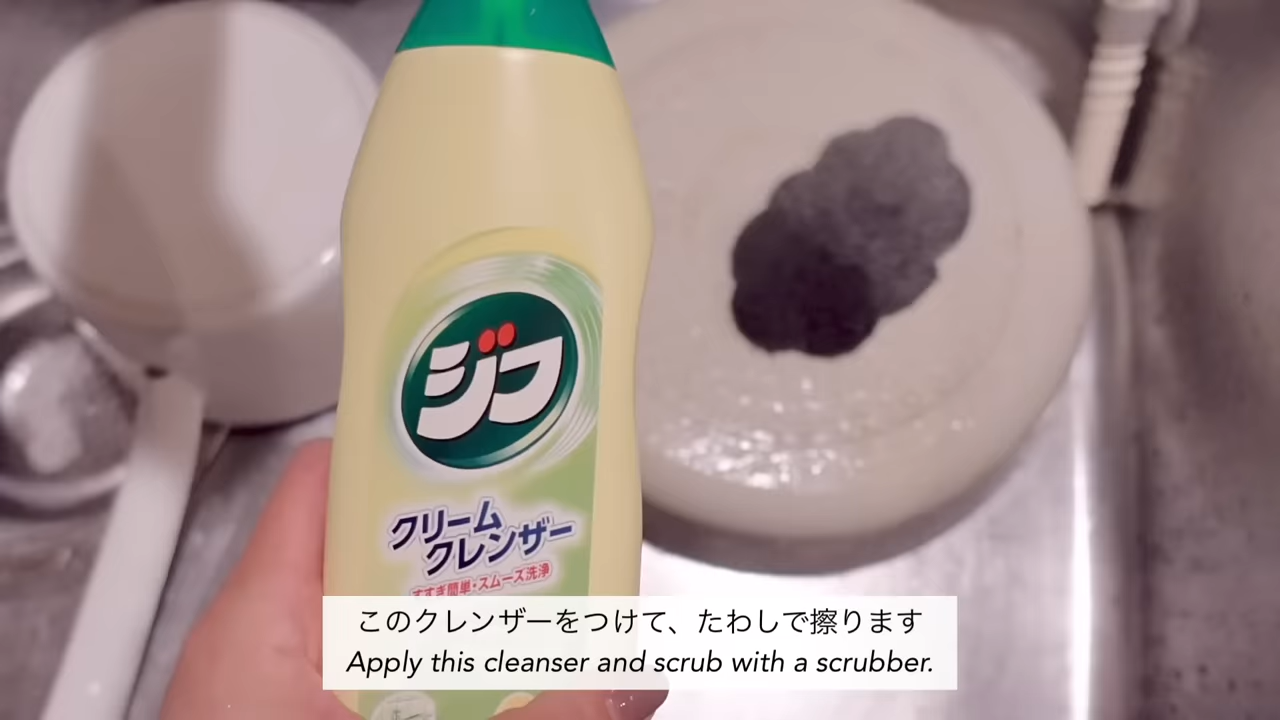 ジフ
クリーム
クレンザー
すすぎ簡単・スムーズ洗浄
このクレンザーをつけて、たわしで擦ります
Apply this cleanser and scrub with a scrubber.